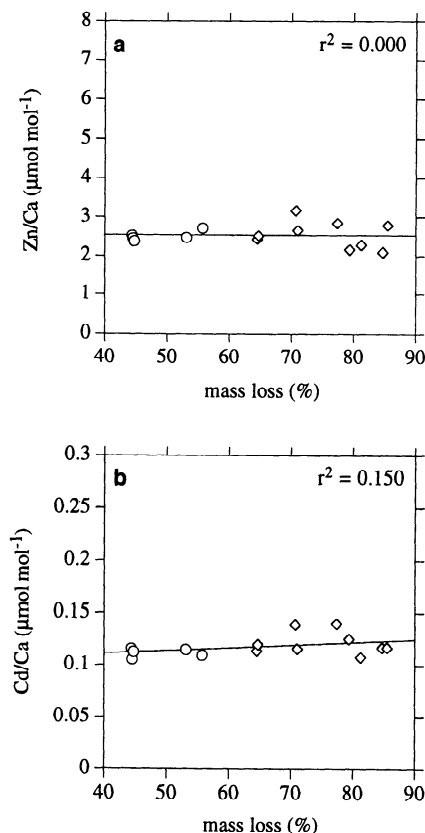 a
r² = 0.000
8
7
6
5
4
3
2
1
0
Zn/Ca (μmol mol⁻¹)
40 50 60 70 80 90
mass loss (%)
b
r² = 0.150
0.3
0.25
0.2
0.15
0.1
0.05
0
Cd/Ca (μmol mol⁻¹)
40 50 60 70 80 90
mass loss (%)